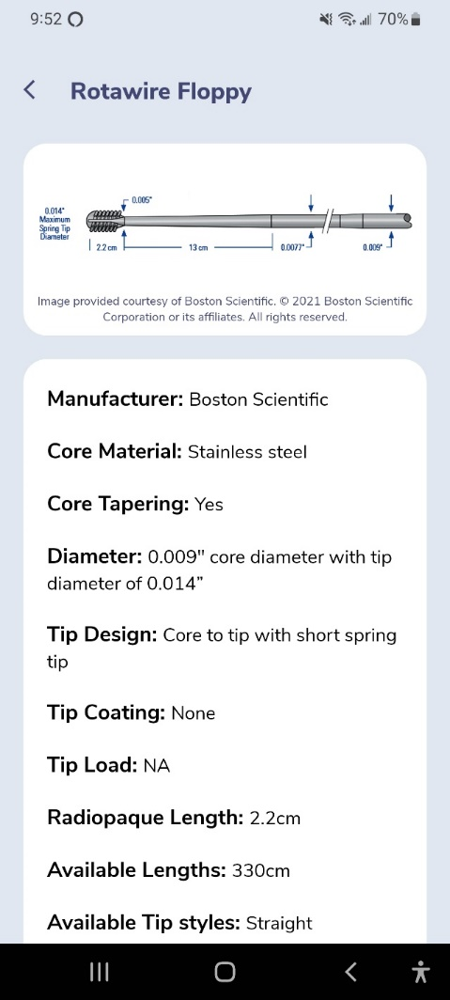 9:52
70%
Rotawire Floppy
0.005"
0.014"
Maximum
Spring Tip
Diameter
2.2 cm
13 cm
0.0077"
0.009"
Image provided courtesy of Boston Scientific. © 2021 Boston Scientific
Corporation or its affiliates. All rights reserved.
Manufacturer: Boston Scientific
Core Material: Stainless steel
Core Tapering: Yes
Diameter: 0.009" core diameter with tip
diameter of 0.014”
Tip Design: Core to tip with short spring
tip
Tip Coating: None
Tip Load: NA
Radiopaque Length: 2.2cm
Available Lengths: 330cm
Available Tip styles: Straight